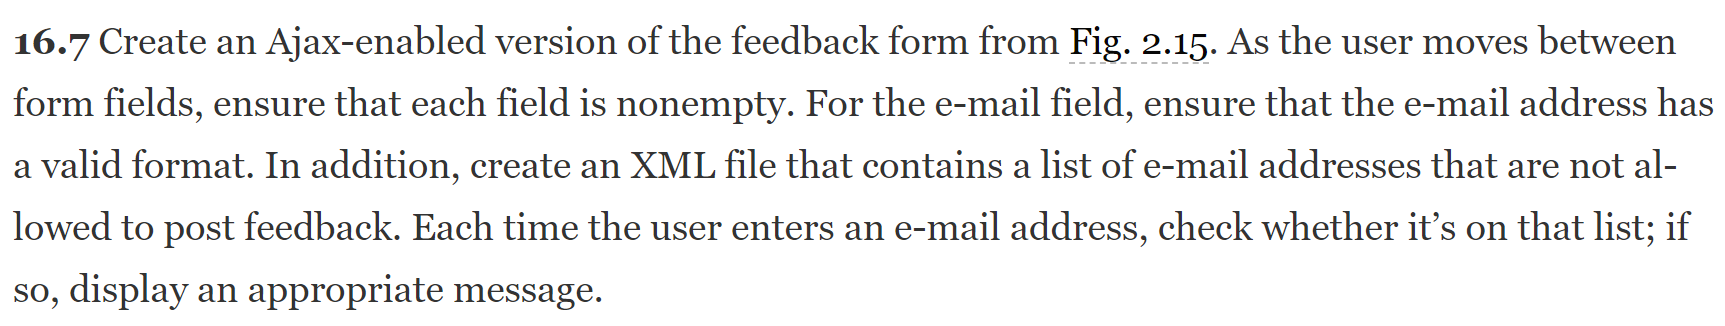 16.7 Create an Ajax-enabled version of the feedback form from Fig. 2.15. As the user moves between
form fields, ensure that each field is nonempty. For the e-mail field, ensure that the e-mail address has
a valid format. In addition, create an XML file that contains a list of e-mail addresses that are not al-
lowed to post feedback. Each time the user enters an e-mail address, check whether it’s on that list; if
so, display an appropriate message.